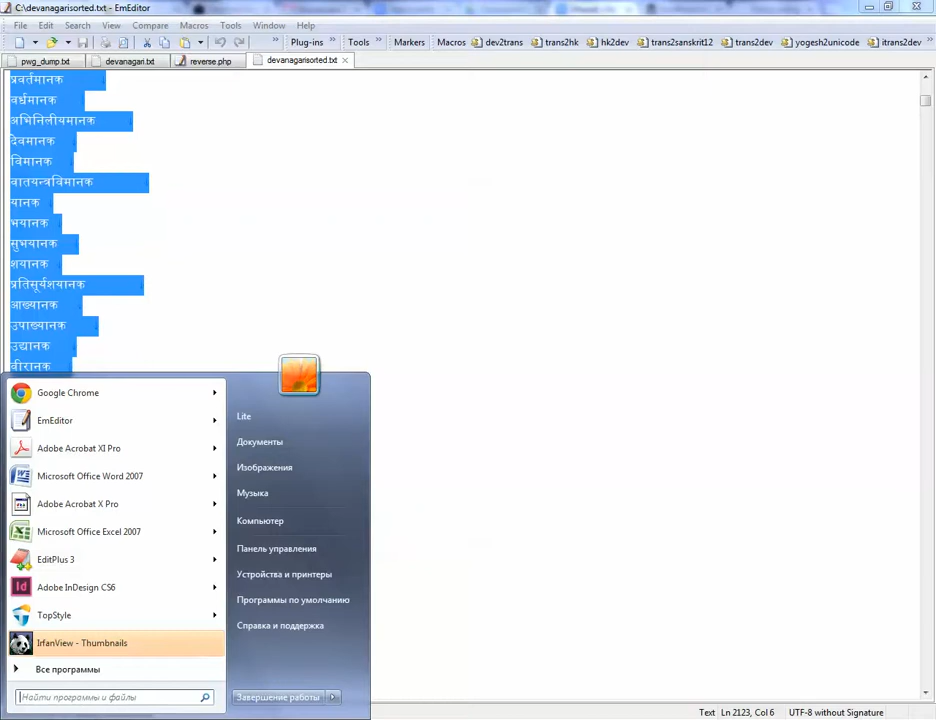 C:\devanagarisorted.txt - EmEditor
File Edit Search View Compare Macros Tools Window Help
Plug-ins Tools Markers Macros dev2trans trans2hk hk2dev trans2sanskrit12 trans2dev yogesh2unicode itrans2dev
pwg_dump.txt devanagari.txt reverse.php devanagarisorted.txt
प्रवर्तमानक
वर्धमानक
अभिनिलीयमानक
देवमानक
विमानक
वातयन्त्रविमानक
यानक
भयानक
सुभयानक
शयानक
प्रतिसूर्यशयानक
आख्यानक
उपाख्यानक
उद्यानक
वीरानक
Google Chrome
EmEditor
Adobe Acrobat XI Pro
Microsoft Office Word 2007
Adobe Acrobat X Pro
Microsoft Office Excel 2007
EditPlus 3
Adobe InDesign CS6
TopStyle
IrfanView - Thumbnails
Все программы
Найти программы и файлы
Lite
Документы
Изображения
Музыка
Компьютер
Панель управления
Устройства и принтеры
Программы по умолчанию
Справка и поддержка
Завершение работы
Text Ln 2123, Col 6 UTF-8 without Signature